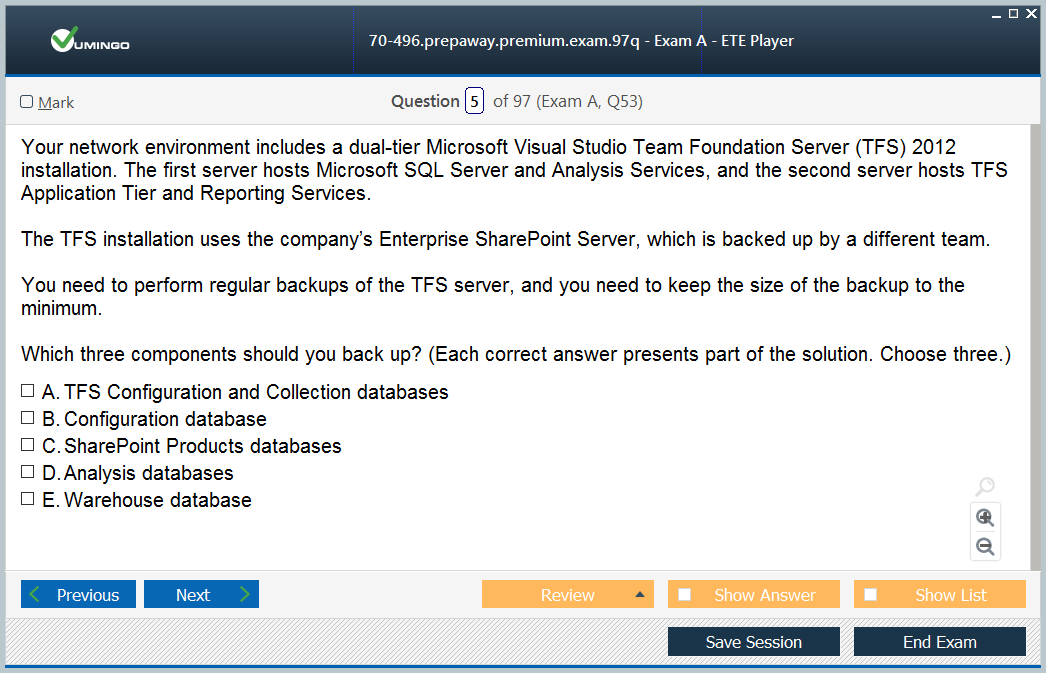 VUMINGO
70-496.prepaway.premium.exam.97q - Exam A - ETE Player
Mark
Question 5 of 97 (Exam A, Q53)
Your network environment includes a dual-tier Microsoft Visual Studio Team Foundation Server (TFS) 2012
installation. The first server hosts Microsoft SQL Server and Analysis Services, and the second server hosts TFS
Application Tier and Reporting Services.
The TFS installation uses the company's Enterprise SharePoint Server, which is backed up by a different team.
You need to perform regular backups of the TFS server, and you need to keep the size of the backup to the
minimum.
Which three components should you back up? (Each correct answer presents part of the solution. Choose three.)
A. TFS Configuration and Collection databases
B. Configuration database
C. SharePoint Products databases
D. Analysis databases
E. Warehouse database
Previous
Next
Review
Show Answer
Show List
Save Session
End Exam